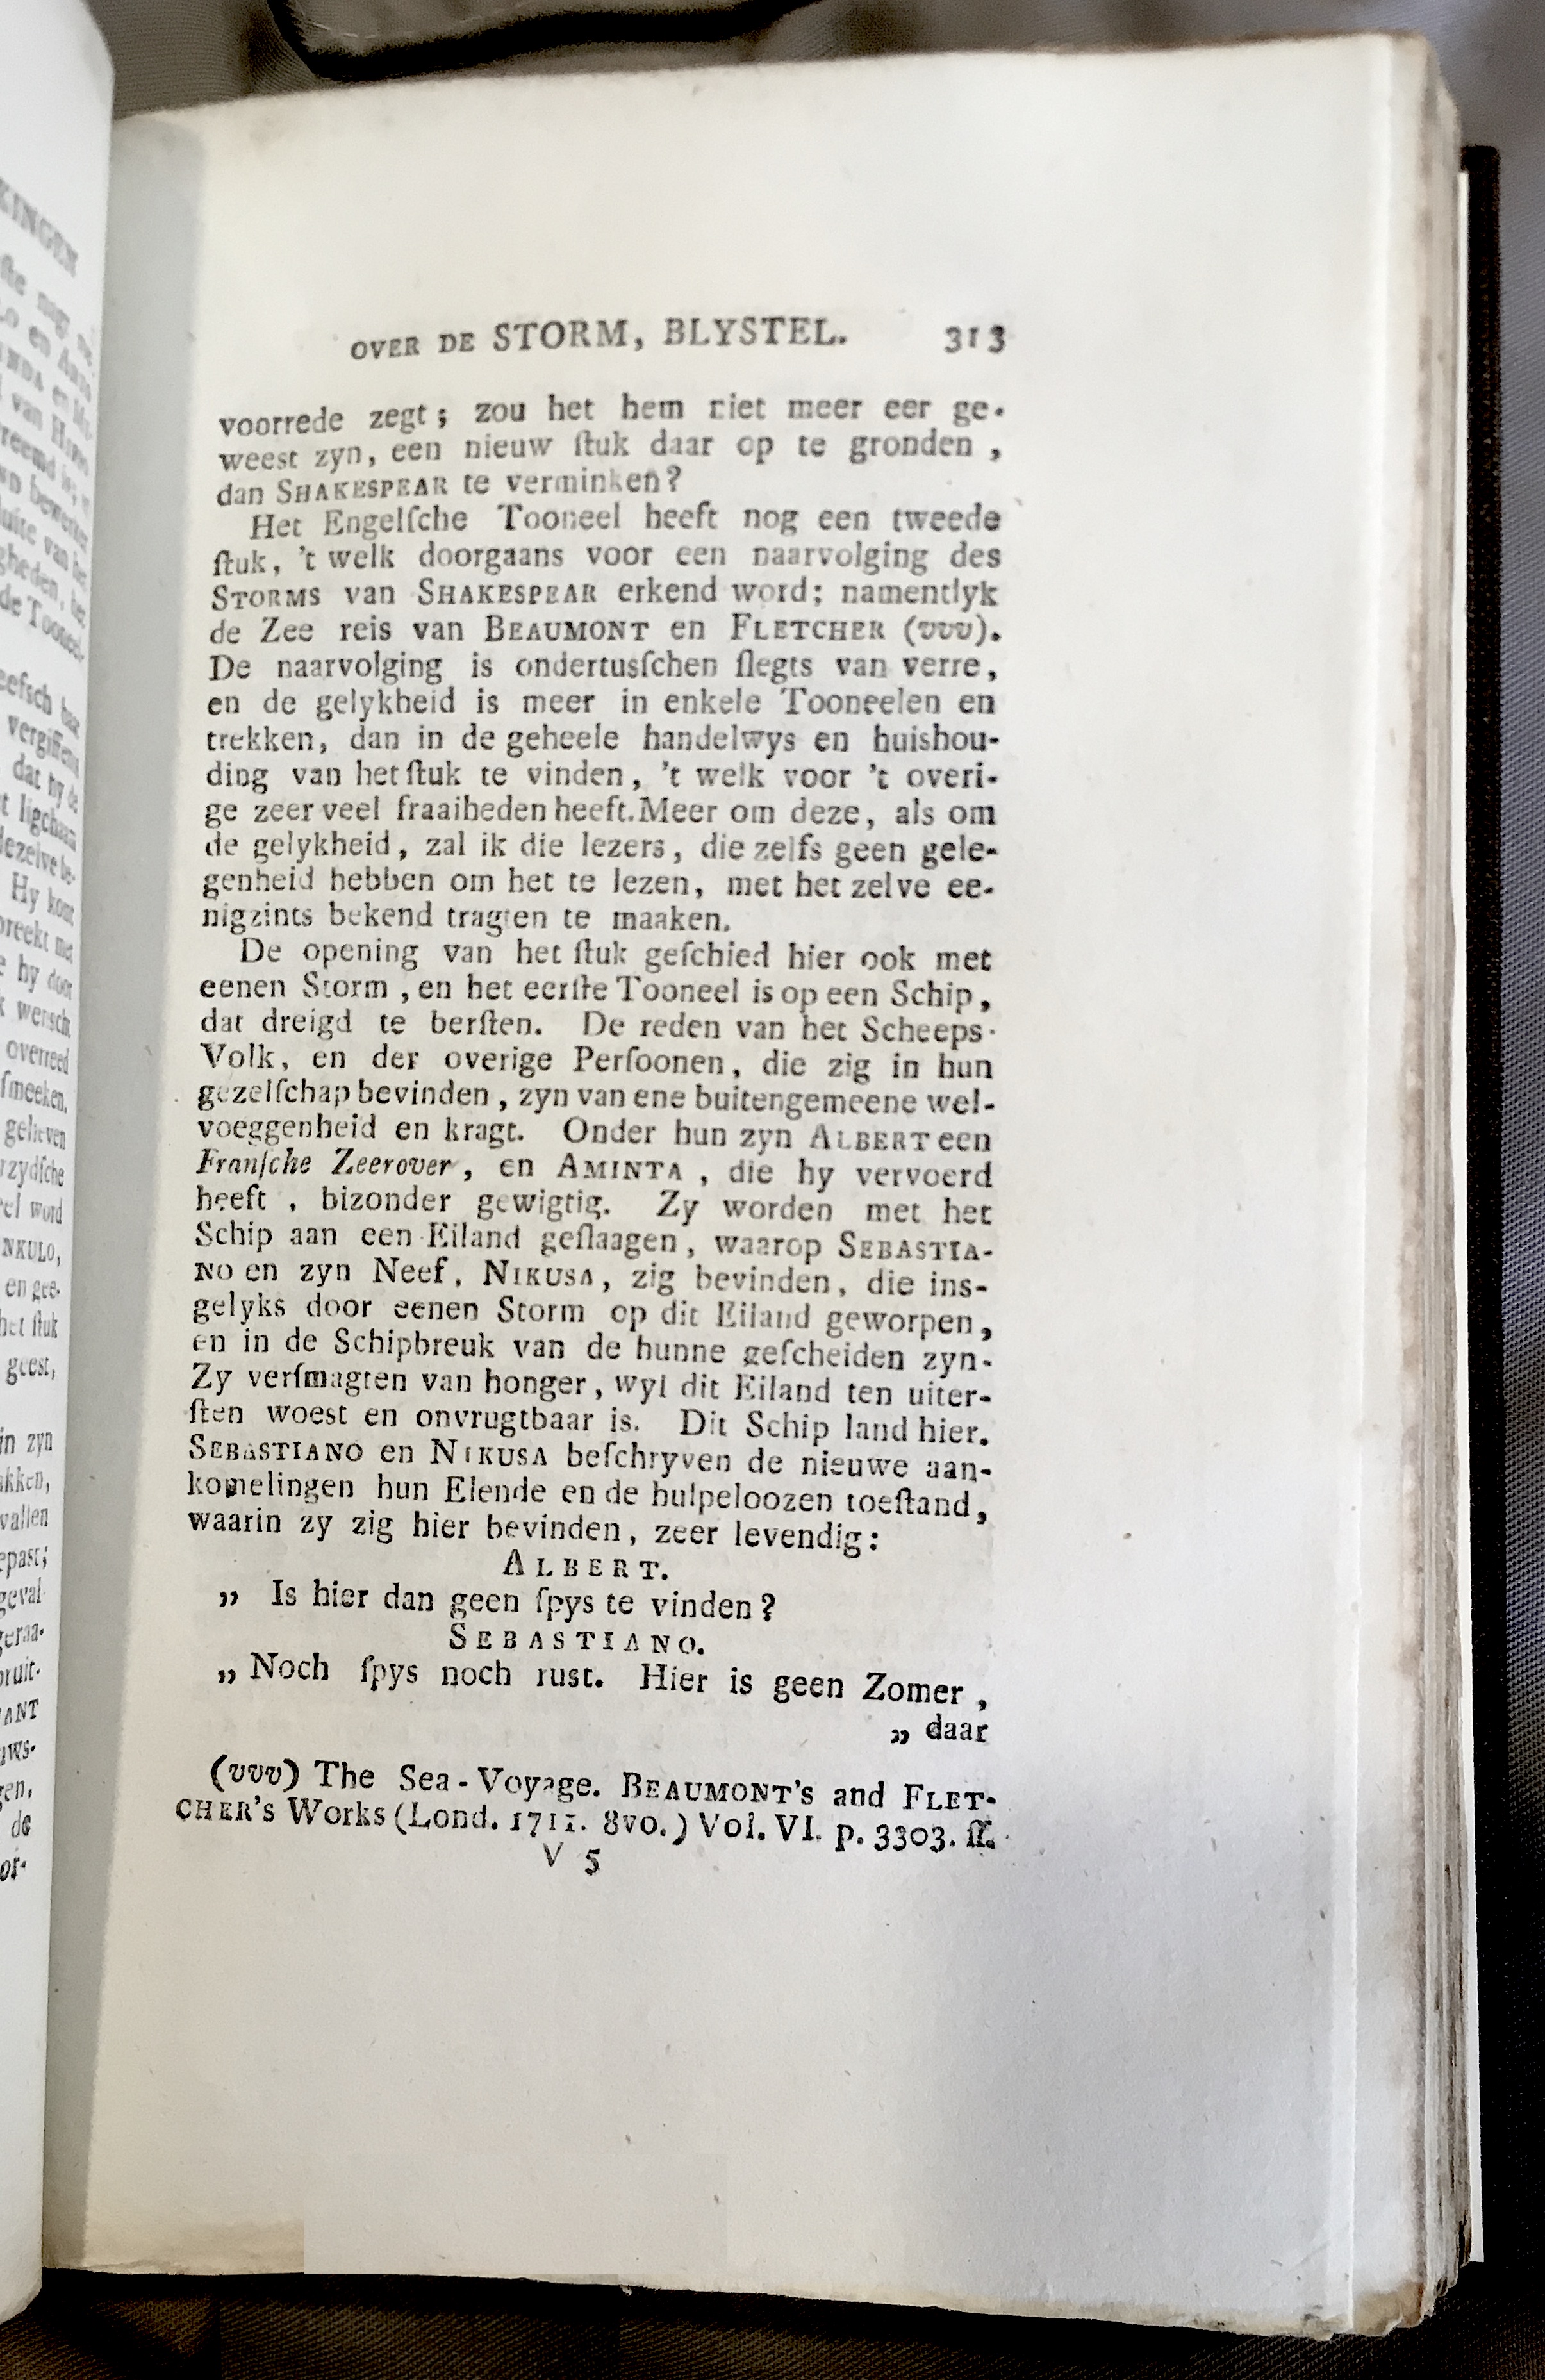 OVER DE STORM, BLYSTEL. 313
voorrede zegt; zou het hem niet meer eer ge-
weest zyn, een nieuw ſtuk daar op te gronden,
dan SHAKESPEAR te verminken?
Het Engelſche Tooneel heeft nog een tweede
ſtuk, 't welk doorgaans voor een naarvolging des
STORMS van SHAKESPEAR erkend word; namentlyk
de Zee reis van BEAUMONT en FLETCHER (vvv).
De naarvolging is ondertusſchen ſlegts van verre,
en de gelykheid is meer in enkele Tooneelen en
trekken, dan in de geheele handelwys en huishou-
ding van het ſtuk te vinden, 't welk voor 't overi-
ge zeer veel fraaiheden heeft. Meer om deze, als om
de gelykheid, zal ik die lezers, die zelfs geen gele-
genheid hebben om het te lezen, met het zelve ee-
nigzints bekend tragten te maaken.
De opening van het ſtuk geſchied hier ook met
eenen Storm, en het eerſte Tooneel is op een Schip,
dat dreigd te berſten. De reden van het Scheeps-
Volk, en der overige Perſoonen, die zig in hun
gezelſchap bevinden, zyn van ene buitengemeene wel-
voeggenheid en kragt. Onder hun zyn ALBERT een
Franſche Zeerover, en AMINTA, die hy vervoerd
heeft, bizonder gewigtig. Zy worden met het
Schip aan een Eiland geſlaagen, waarop SEBASTIA-
NO en zyn Neef, NIKUSA, zig bevinden, die ins-
gelyks door eenen Storm op dit Eiland geworpen,
en in de Schipbreuk van de hunne geſcheiden zyn.
Zy verſmagten van honger, wyl dit Eiland ten uiter-
ſten woest en onvrugtbaar is. Dit Schip land hier.
SEBASTIANO en NIKUSA beſchryven de nieuwe aan-
komelingen hun Elende en de hulpeloozen toeſtand,
waarin zy zig hier bevinden, zeer levendig:
ALBERT.
„ Is hier dan geen ſpys te vinden?
SEBASTIANO.
„ Noch ſpys noch rust. Hier is geen Zomer,
„ daar
(vvv) The Sea-Voyage. BEAUMONT's and FLET-
CHER's Works (Lond. 1711. 8vo.) Vol. VI. p. 3303. ſſ.
V 5